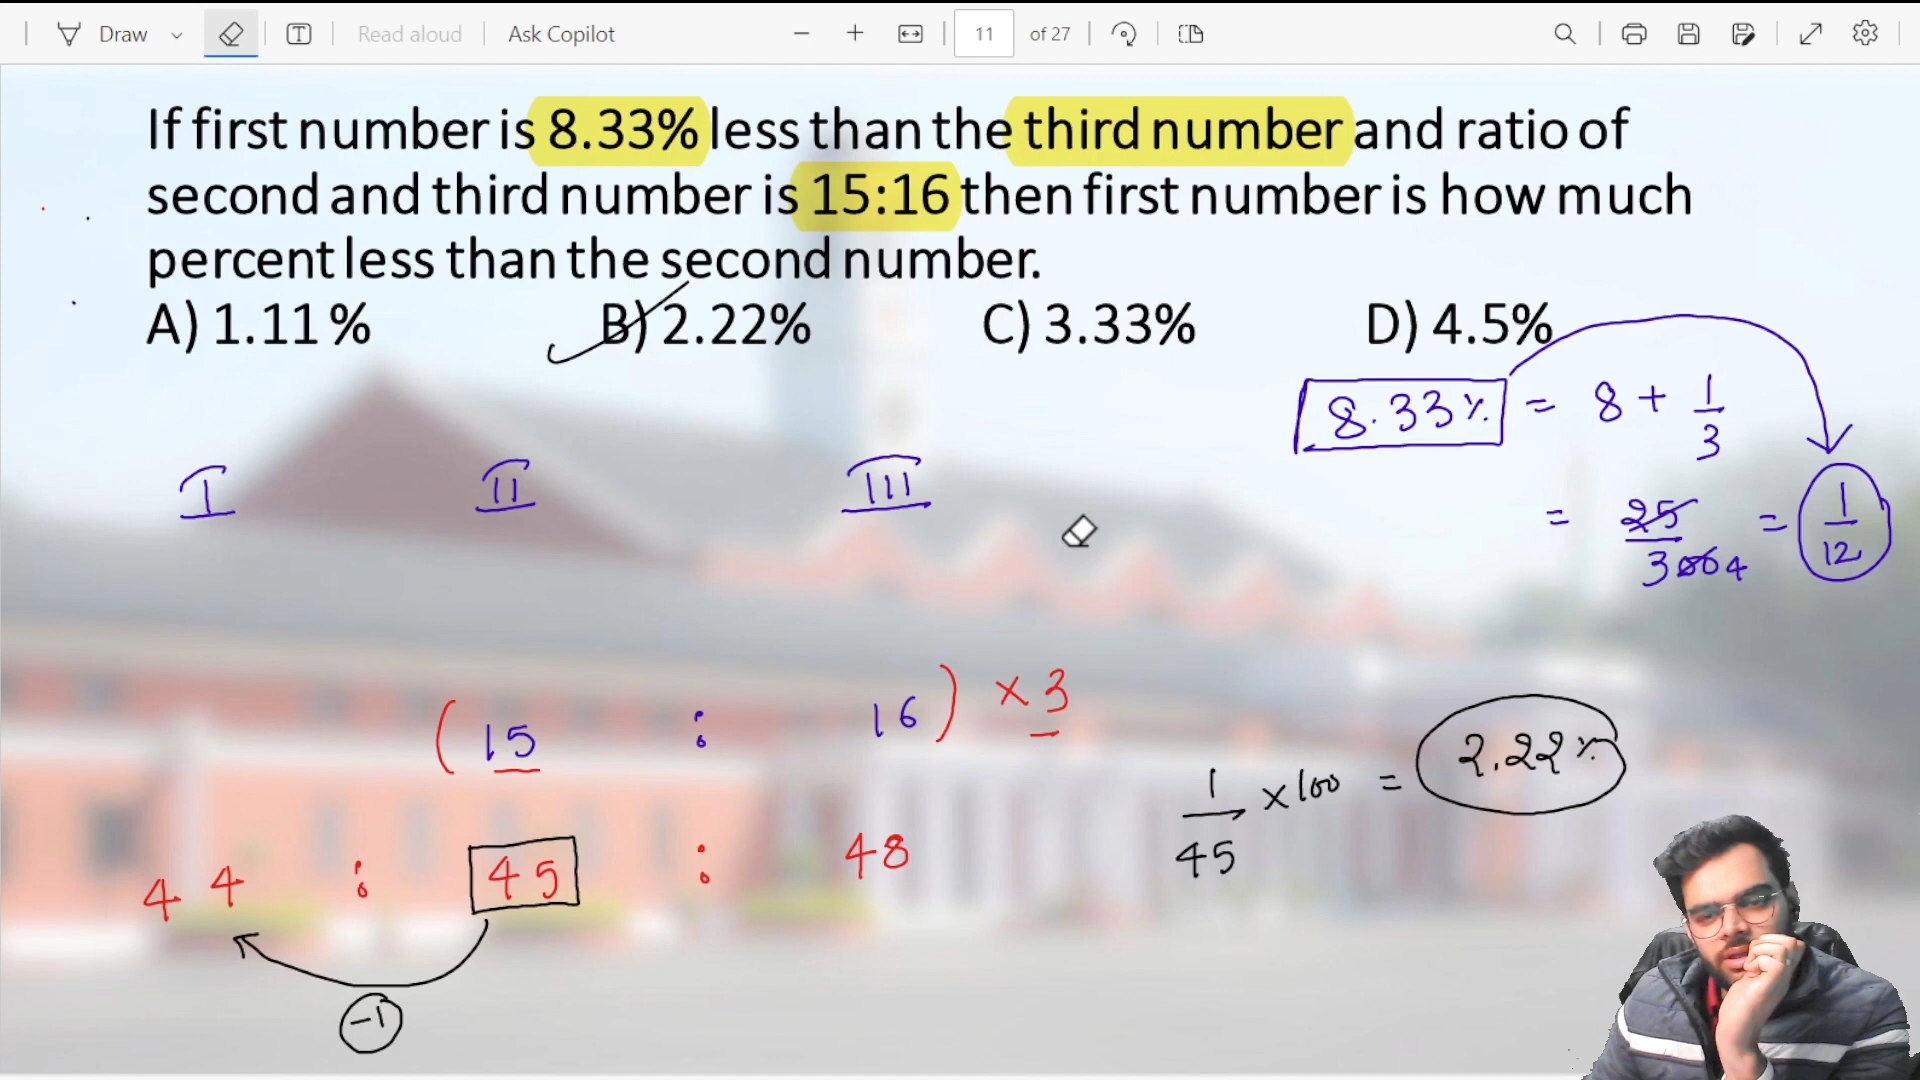 Draw Read aloud Ask Copilot 11 of 27
If first number is 8.33% less than the third number and ratio of
second and third number is 15:16 then first number is how much
percent less than the second number.
A) 1.11% B) 2.22% C) 3.33% D) 4.5%
8.33% = 8 + 1/3
I II III
= 25/3004 = 1/12
(15 : 16) × 3
1/45 × 100 = 2.22%
44 : 45 : 48
-1